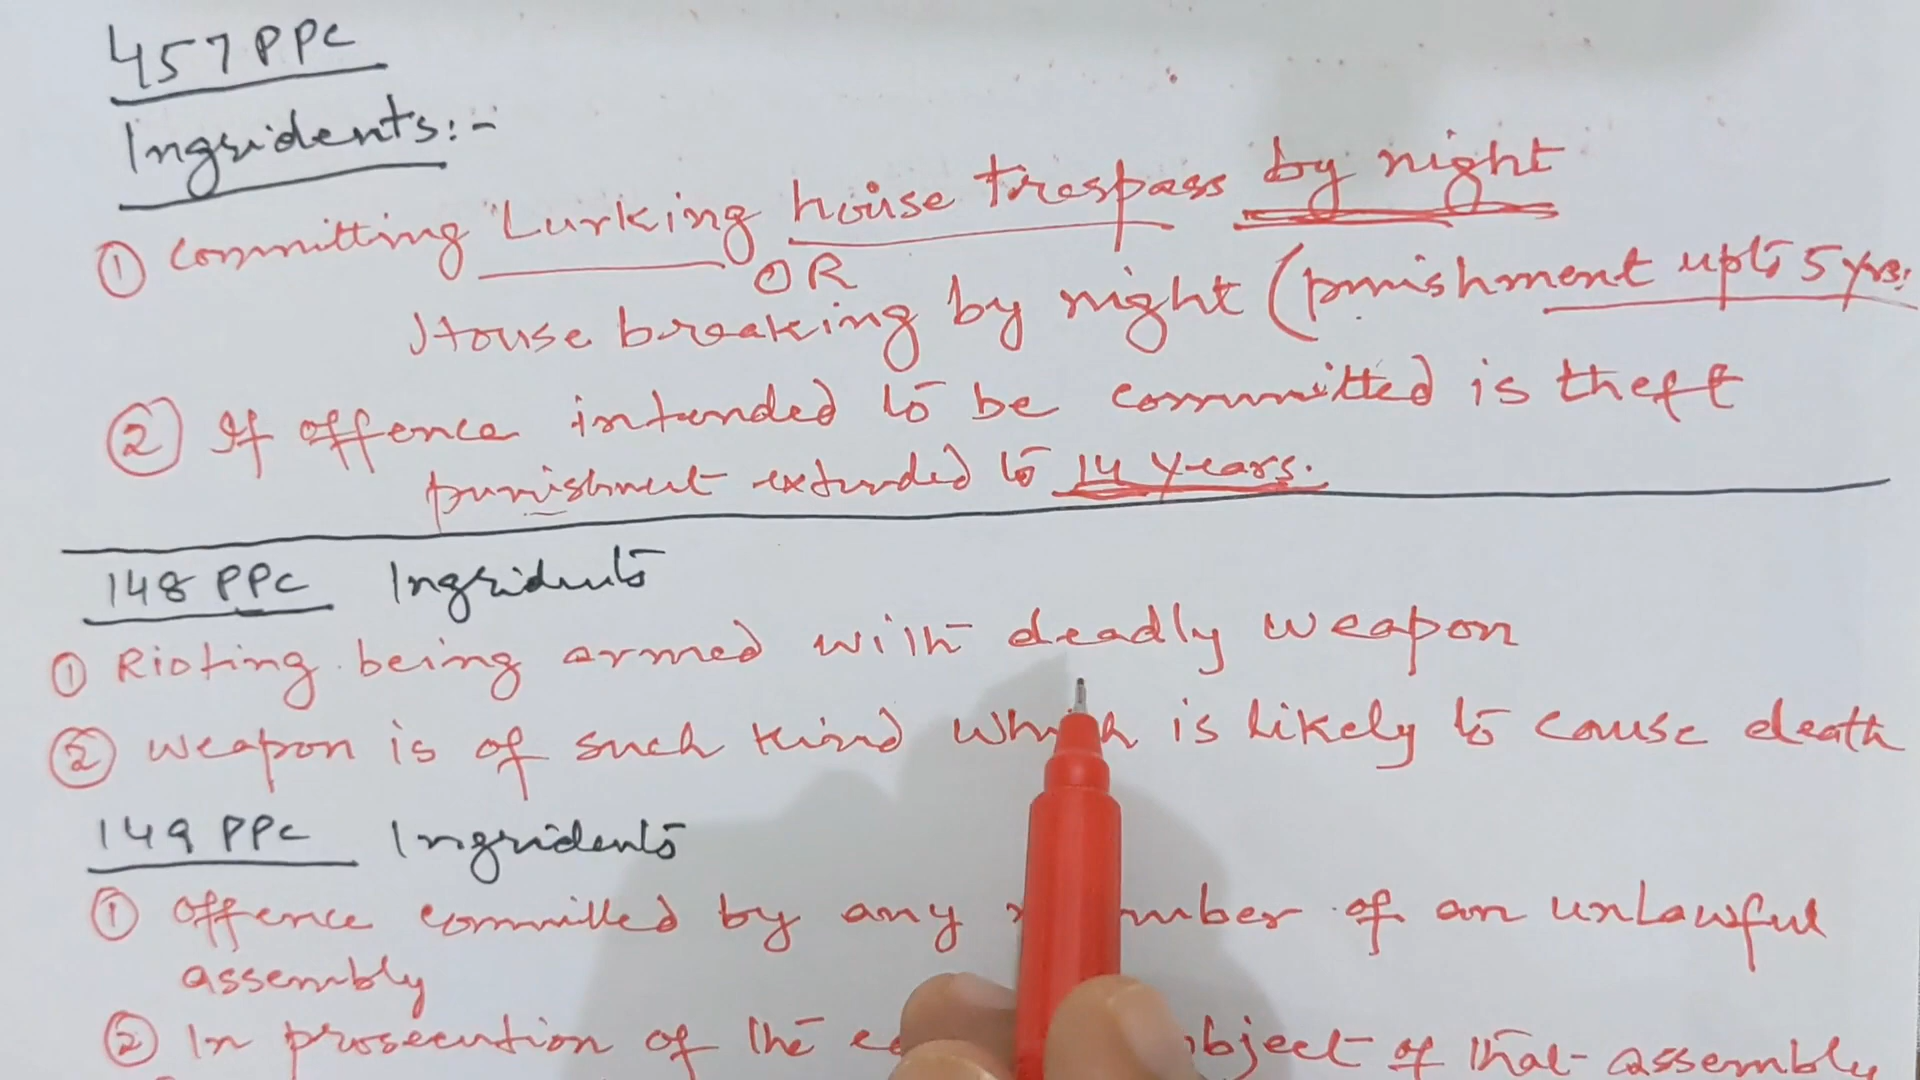 457 PPC
Ingridents:-
① Committing Lurking house trespass by night
OR
House breaking by night (punishment upto 5 yrs.
② If offence intended to be committed is theft
punishment extended to 14 years.
148 PPC Ingridents
① Rioting being armed with deadly weapon
② weapon is of such kind which is likely to cause death
149 PPC Ingridents
① offence committed by any of an unlawful
assembly
② In prosecution of the object of that assembly